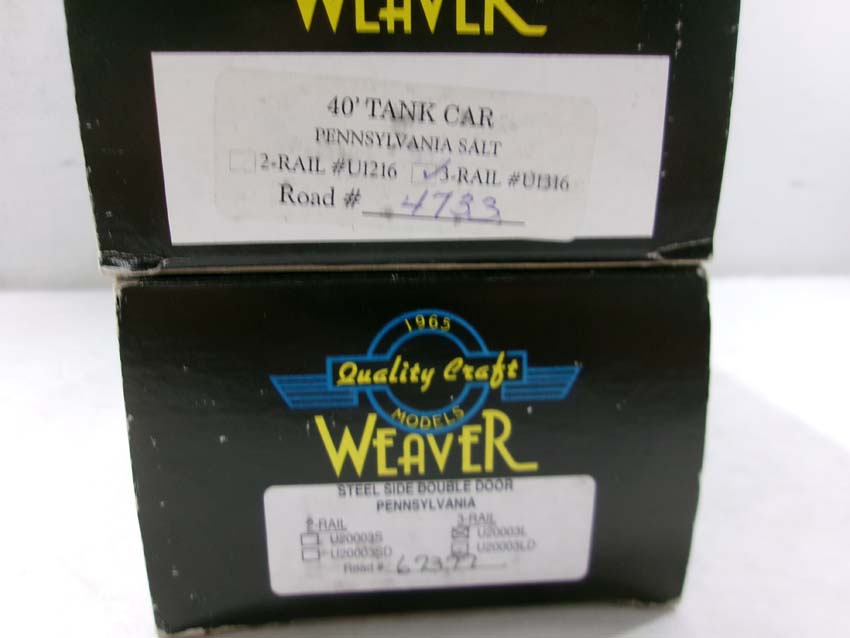 WEAVER
40' TANK CAR
PENNSYLVANIA SALT
2-RAIL #U1216 3-RAIL #U1316
Road # 4733
1965
Quality Craft
MODELS
WEAVER
STEEL SIDE DOUBLE DOOR
PENNSYLVANIA
2-RAIL 3-RAIL
U20003S U20003L
U20003SD U20003LD
Road #